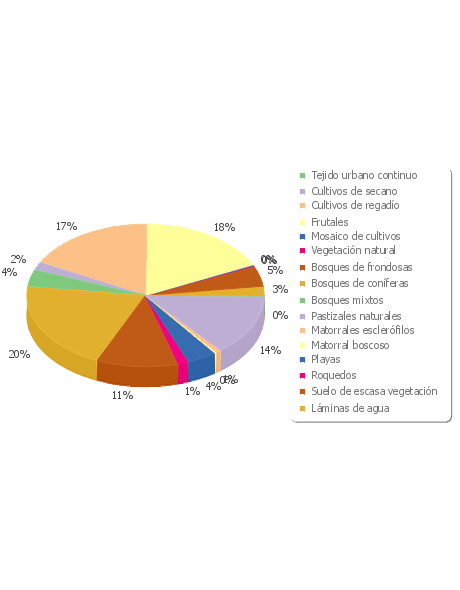 Tejido urbano continuo
Cultivos de secano
Cultivos de regadío
Frutales
Mosaico de cultivos
Vegetación natural
Bosques de frondosas
Bosques de coníferas
Bosques mixtos
Pastizales naturales
Matorrales esclerófilos
Matorral boscoso
Playas
Roquedos
Suelo de escasa vegetación
Láminas de agua
17%
18%
2%
0%
4%
5%
3%
0%
20%
14%
11%
1%
4%